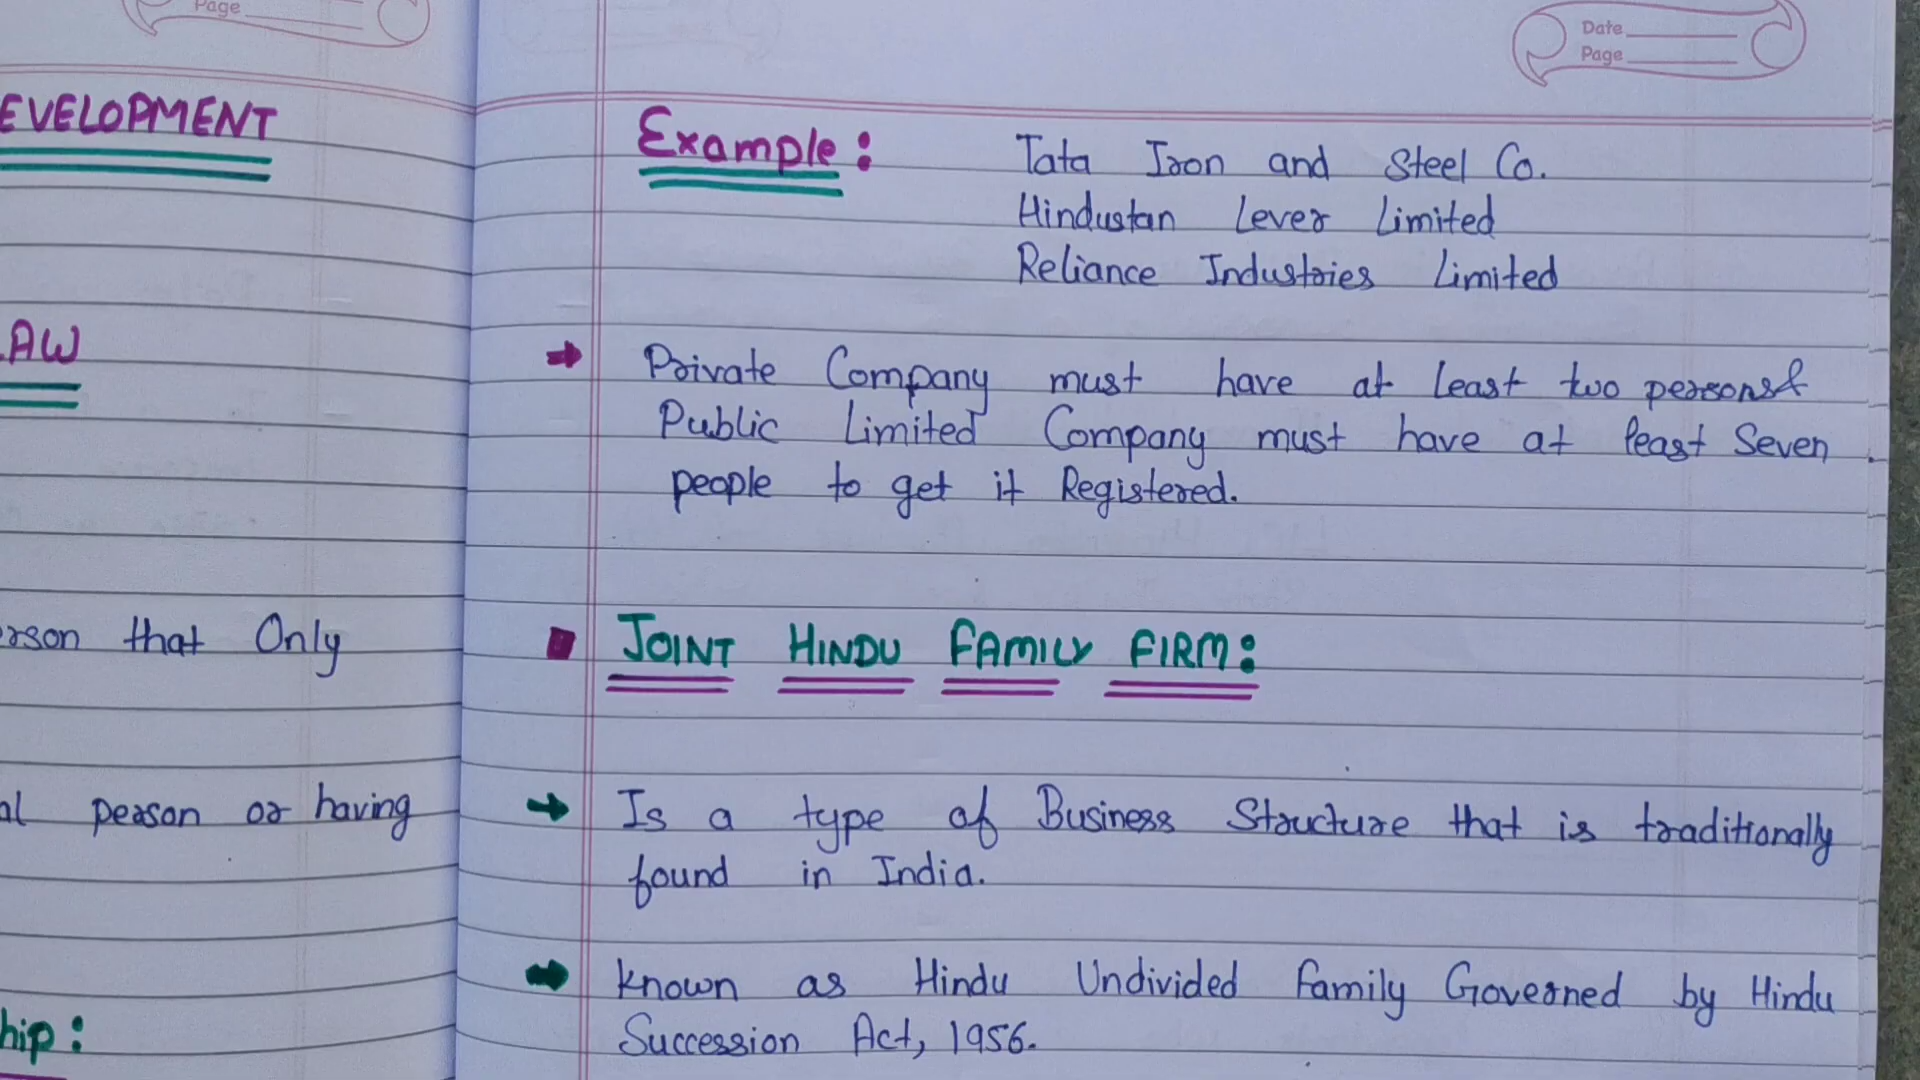 Page
EVELOPMENT
AW
erson that Only
al person or having
hip:
Date
Page
Example: Tata Iron and Steel Co.
Hindustan Lever Limited
Reliance Industries Limited
Private Company must have at least two persons &
Public Limited Company must have at least Seven
people to get it Registered.
JOINT HINDU FAMILY FIRM:
Is a type of Business Structure that is traditionally
found in India.
Known as Hindu Undivided Family Governed by Hindu
Succession Act, 1956.